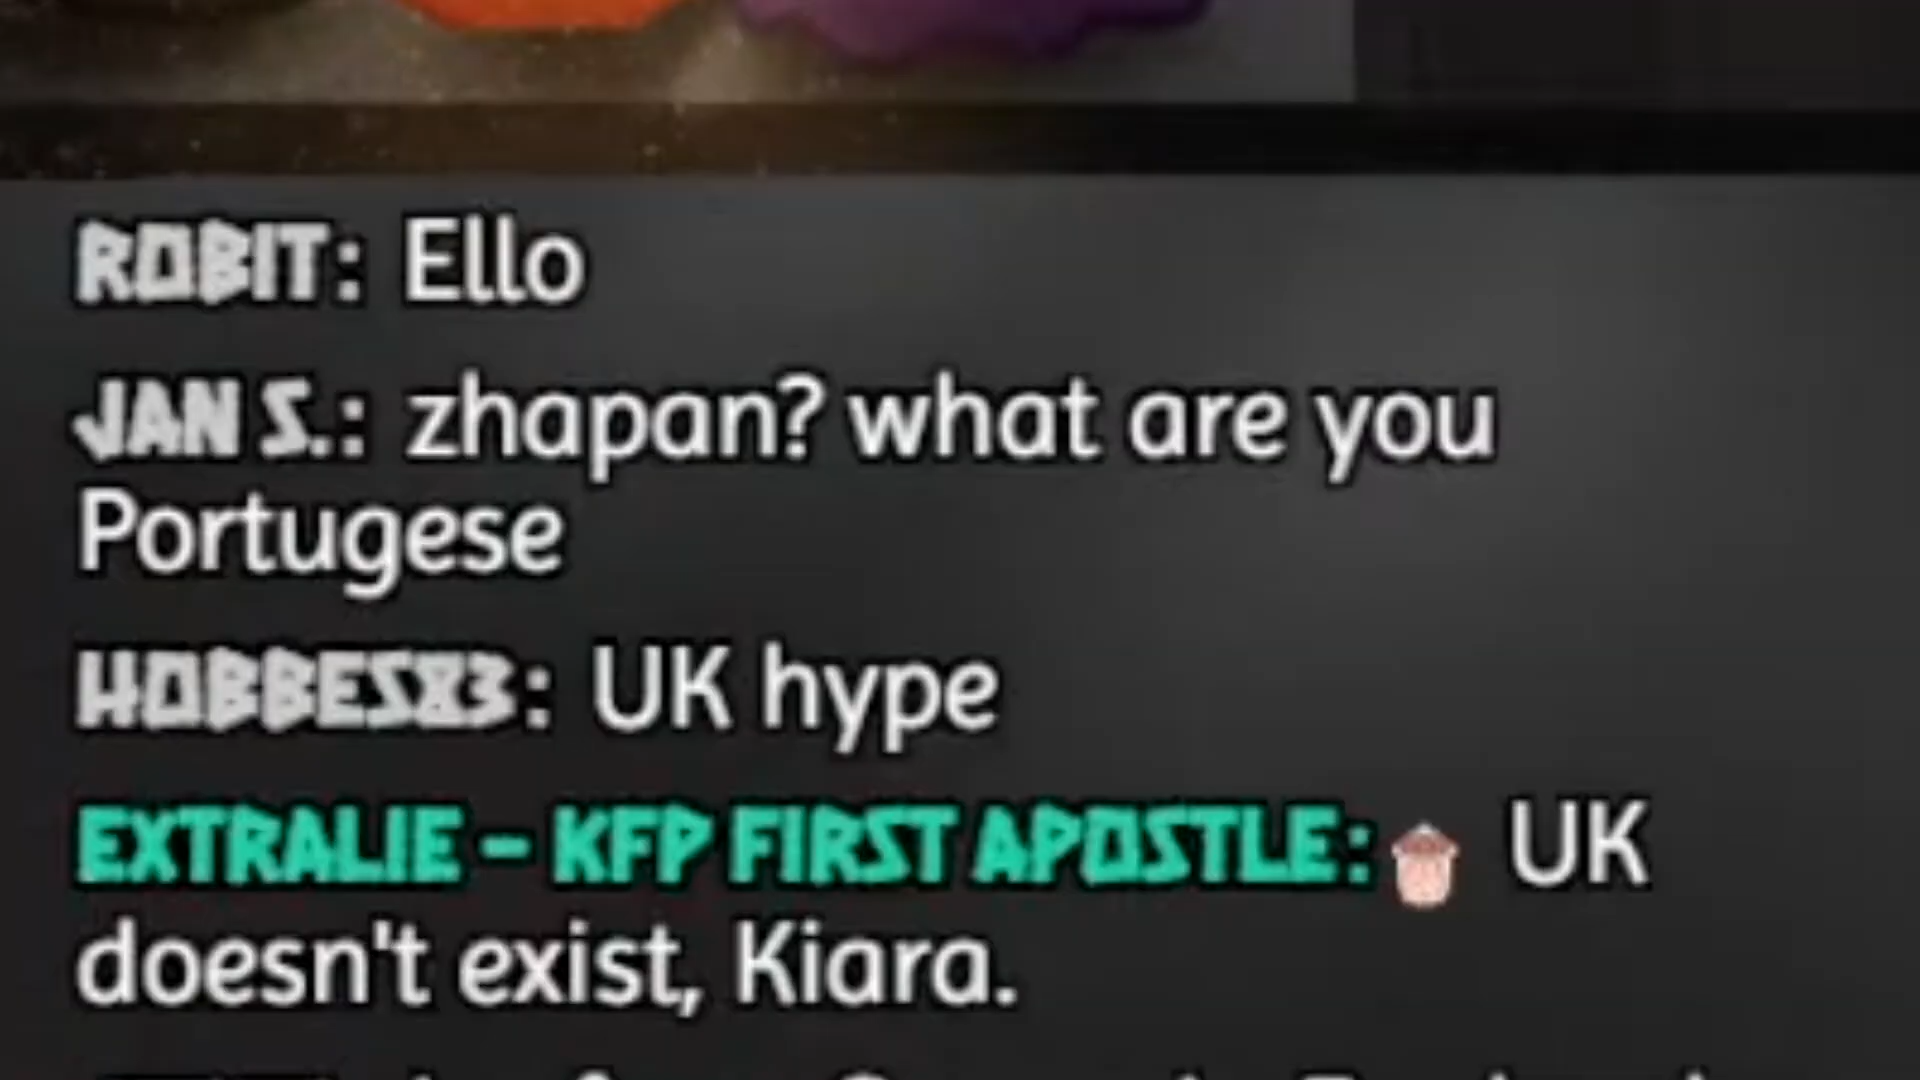 ROBIT: Ello
JAN S.: zhapan? what are you
Portugese
HOBBES83: UK hype
EXTRALIE - KFP FIRST APOSTLE: UK
doesn't exist, Kiara.